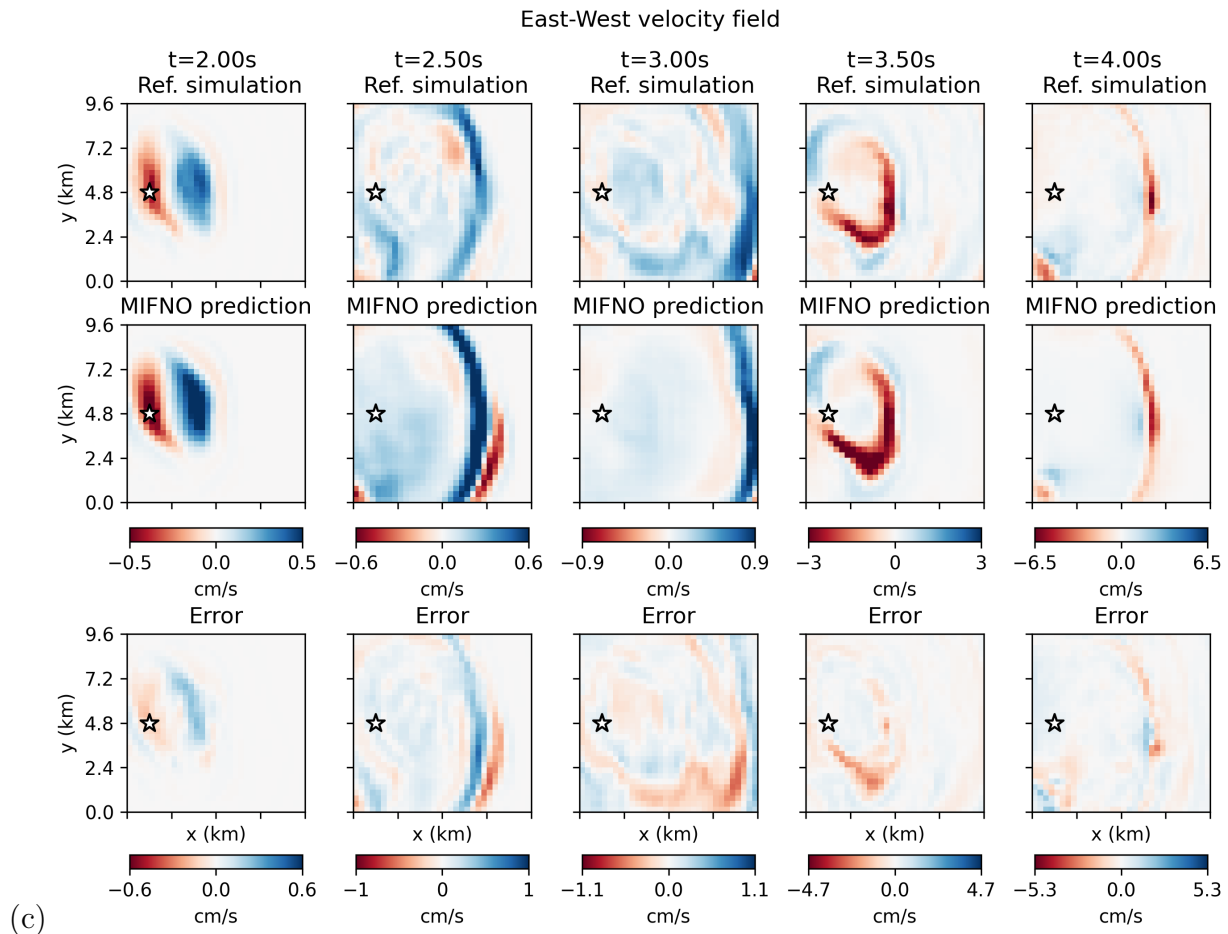 East-West velocity field
t=2.00s t=2.50s t=3.00s t=3.50s t=4.00s
Ref. simulation Ref. simulation Ref. simulation Ref. simulation Ref. simulation
9.6
7.2
4.8
2.4
0.0
y (km)
MIFNO prediction MIFNO prediction MIFNO prediction MIFNO prediction MIFNO prediction
9.6
7.2
4.8
2.4
0.0
y (km)
−0.5 0.0 0.5 −0.6 0.0 0.6 −0.9 0.0 0.9 −3 0 3 −6.5 0.0 6.5
cm/s cm/s cm/s cm/s cm/s
Error Error Error Error Error
9.6
7.2
4.8
2.4
0.0
y (km)
x (km) x (km) x (km) x (km) x (km)
−0.6 0.0 0.6 −1 0 1 −1.1 0.0 1.1 −4.7 0.0 4.7 −5.3 0.0 5.3
cm/s cm/s cm/s cm/s cm/s
(c)